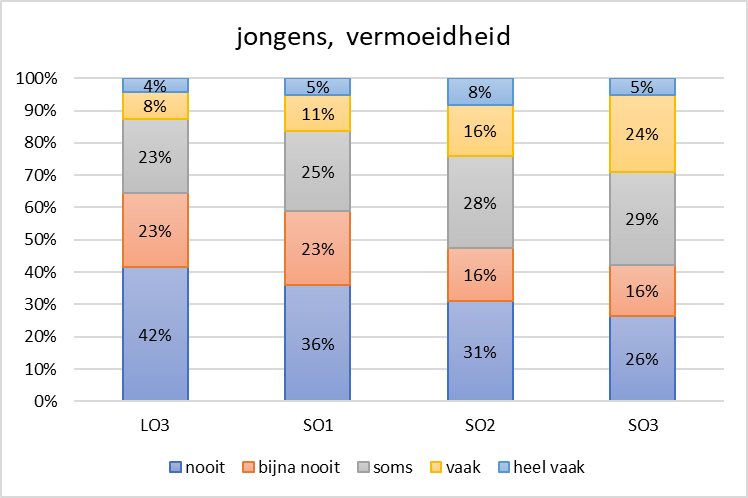 jongens, vermoeidheid
100%
90%
80%
70%
60%
50%
40%
30%
20%
10%
0%
4% 5% 8% 5%
8% 11% 16% 24%
23% 25% 28% 29%
23% 23% 16% 16%
42% 36% 31% 26%
LO3 SO1 SO2 SO3
nooit bijna nooit soms vaak heel vaak